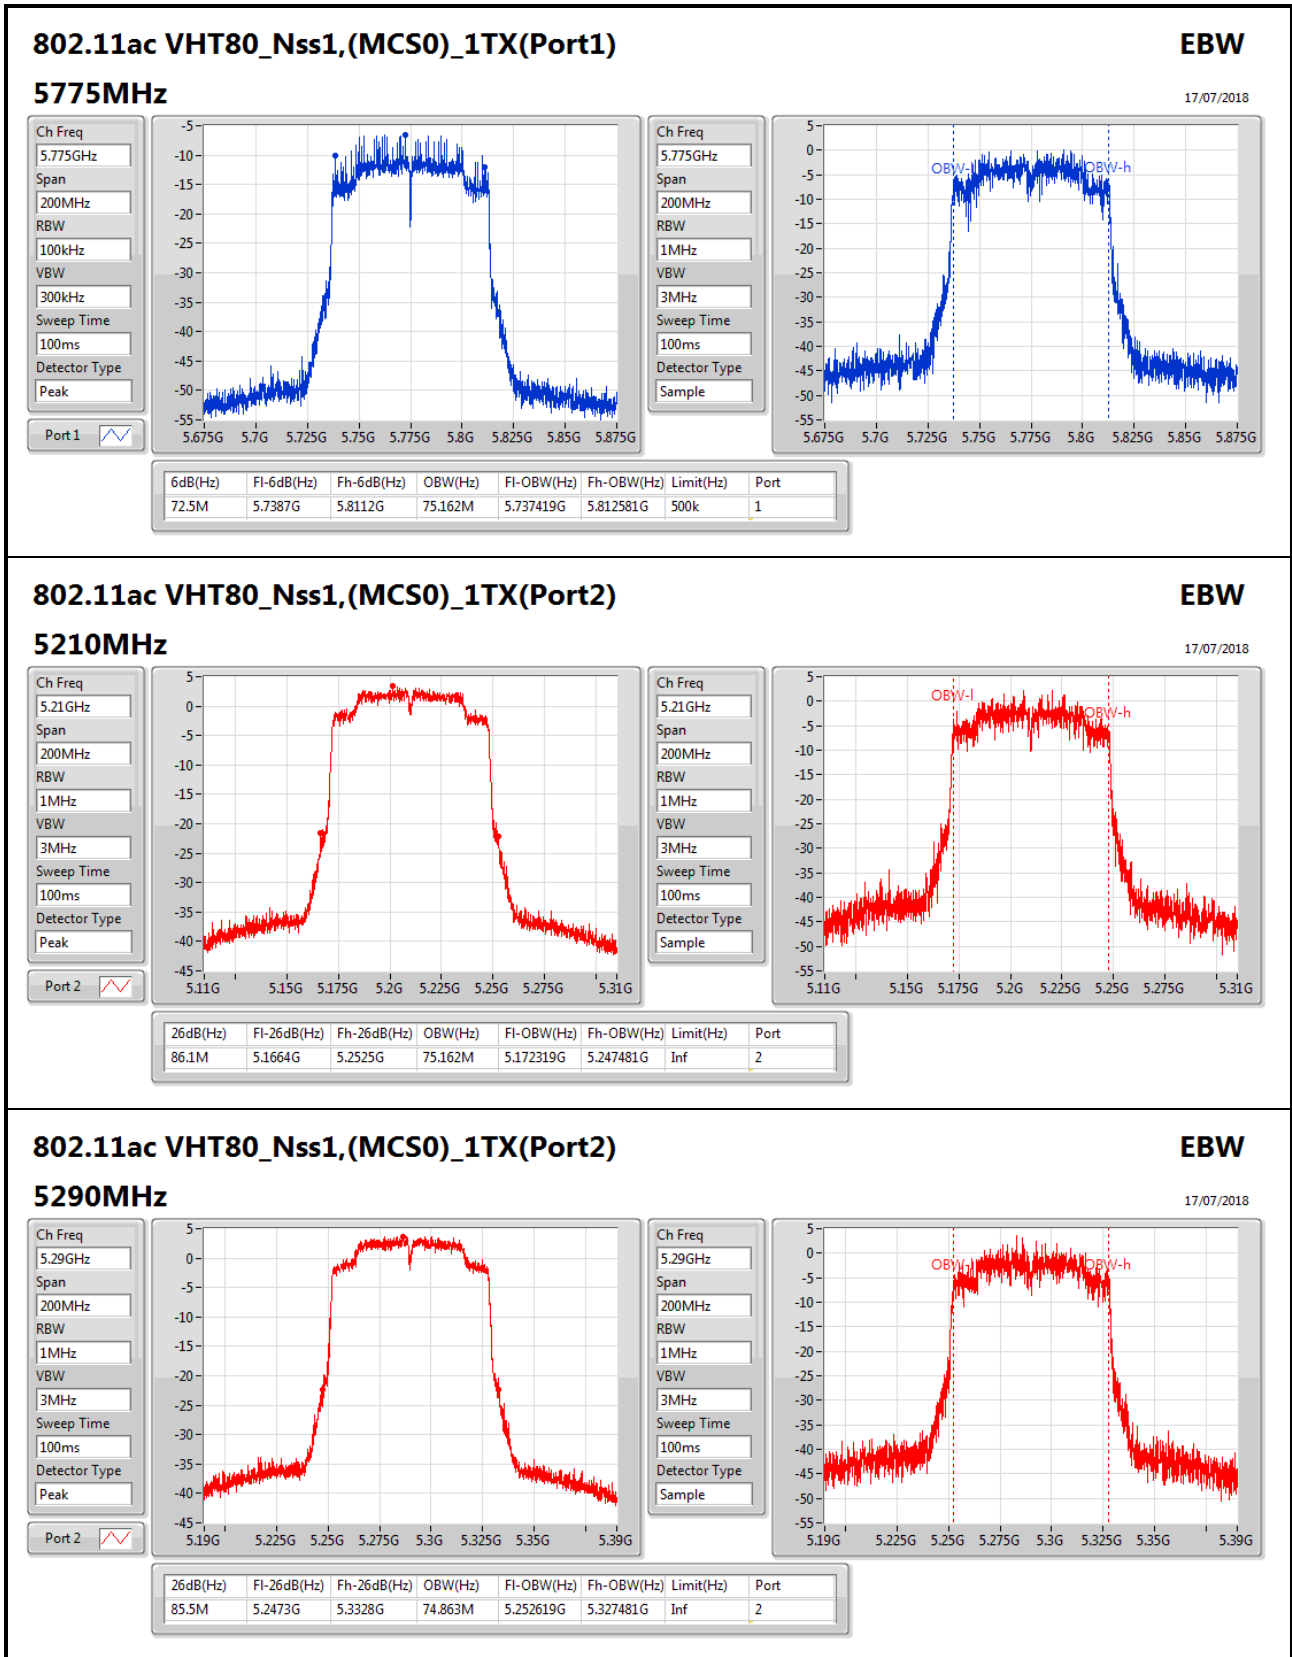 802.11ac VHT80_Nss1,(MCS0)_1TX(Port1) EBW
5775MHz 17/07/2018
Ch Freq
5.775GHz
Span
200MHz
RBW
100kHz
VBW
300kHz
Sweep Time
100ms
Detector Type
Peak
Port 1
-5
-10
-15
-20
-25
-30
-35
-40
-45
-50
-55
5.675G 5.7G 5.725G 5.75G 5.775G 5.8G 5.825G 5.85G 5.875G
Ch Freq
5.775GHz
Span
200MHz
RBW
1MHz
VBW
3MHz
Sweep Time
100ms
Detector Type
Sample
5
0
-5
-10
-15
-20
-25
-30
-35
-40
-45
-50
-55
OBW-l OBW-h
5.675G 5.7G 5.725G 5.75G 5.775G 5.8G 5.825G 5.85G 5.875G
6dB(Hz) Fl-6dB(Hz) Fh-6dB(Hz) OBW(Hz) Fl-OBW(Hz) Fh-OBW(Hz) Limit(Hz) Port
72.5M 5.7387G 5.8112G 75.162M 5.737419G 5.812581G 500k 1
802.11ac VHT80_Nss1,(MCS0)_1TX(Port2) EBW
5210MHz 17/07/2018
Ch Freq
5.21GHz
Span
200MHz
RBW
1MHz
VBW
3MHz
Sweep Time
100ms
Detector Type
Peak
Port 2
5
0
-5
-10
-15
-20
-25
-30
-35
-40
-45
5.11G 5.15G 5.175G 5.2G 5.225G 5.25G 5.275G 5.31G
Ch Freq
5.21GHz
Span
200MHz
RBW
1MHz
VBW
3MHz
Sweep Time
100ms
Detector Type
Sample
5
0
-5
-10
-15
-20
-25
-30
-35
-40
-45
-50
-55
OBW-l OBW-h
5.11G 5.15G 5.175G 5.2G 5.225G 5.25G 5.275G 5.31G
26dB(Hz) Fl-26dB(Hz) Fh-26dB(Hz) OBW(Hz) Fl-OBW(Hz) Fh-OBW(Hz) Limit(Hz) Port
86.1M 5.1664G 5.2525G 75.162M 5.172319G 5.247481G Inf 2
802.11ac VHT80_Nss1,(MCS0)_1TX(Port2) EBW
5290MHz 17/07/2018
Ch Freq
5.29GHz
Span
200MHz
RBW
1MHz
VBW
3MHz
Sweep Time
100ms
Detector Type
Peak
Port 2
5
0
-5
-10
-15
-20
-25
-30
-35
-40
-45
5.19G 5.225G 5.25G 5.275G 5.3G 5.325G 5.35G 5.39G
Ch Freq
5.29GHz
Span
200MHz
RBW
1MHz
VBW
3MHz
Sweep Time
100ms
Detector Type
Sample
5
0
-5
-10
-15
-20
-25
-30
-35
-40
-45
-50
-55
OBW-l OBW-h
5.19G 5.225G 5.25G 5.275G 5.3G 5.325G 5.35G 5.39G
26dB(Hz) Fl-26dB(Hz) Fh-26dB(Hz) OBW(Hz) Fl-OBW(Hz) Fh-OBW(Hz) Limit(Hz) Port
85.5M 5.2473G 5.3328G 74.863M 5.252619G 5.327481G Inf 2